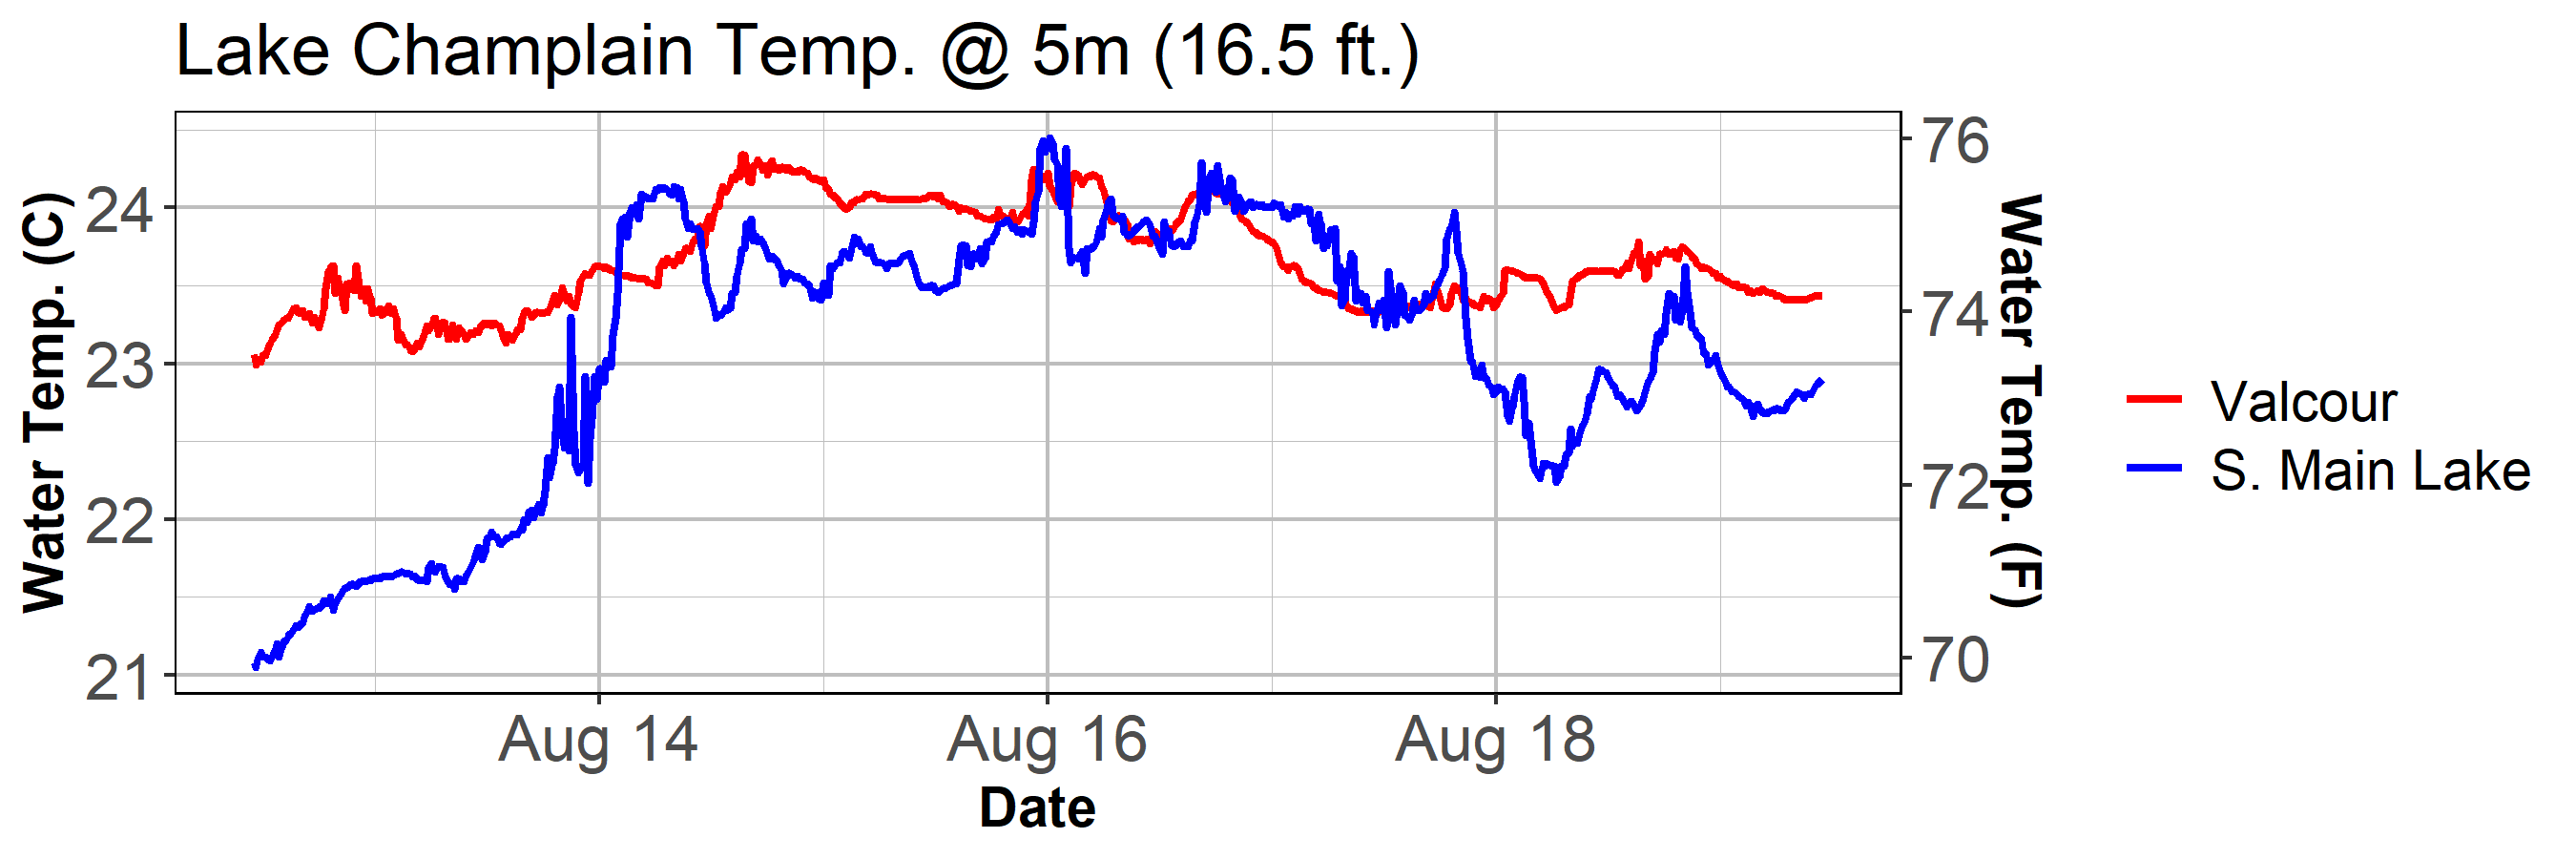 Lake Champlain Temp. @ 5m (16.5 ft.)
Water Temp. (C)
24
23
22
21
76
74
72
70
Water Temp. (F)
Aug 14
Aug 16
Aug 18
Date
Valcour
S. Main Lake